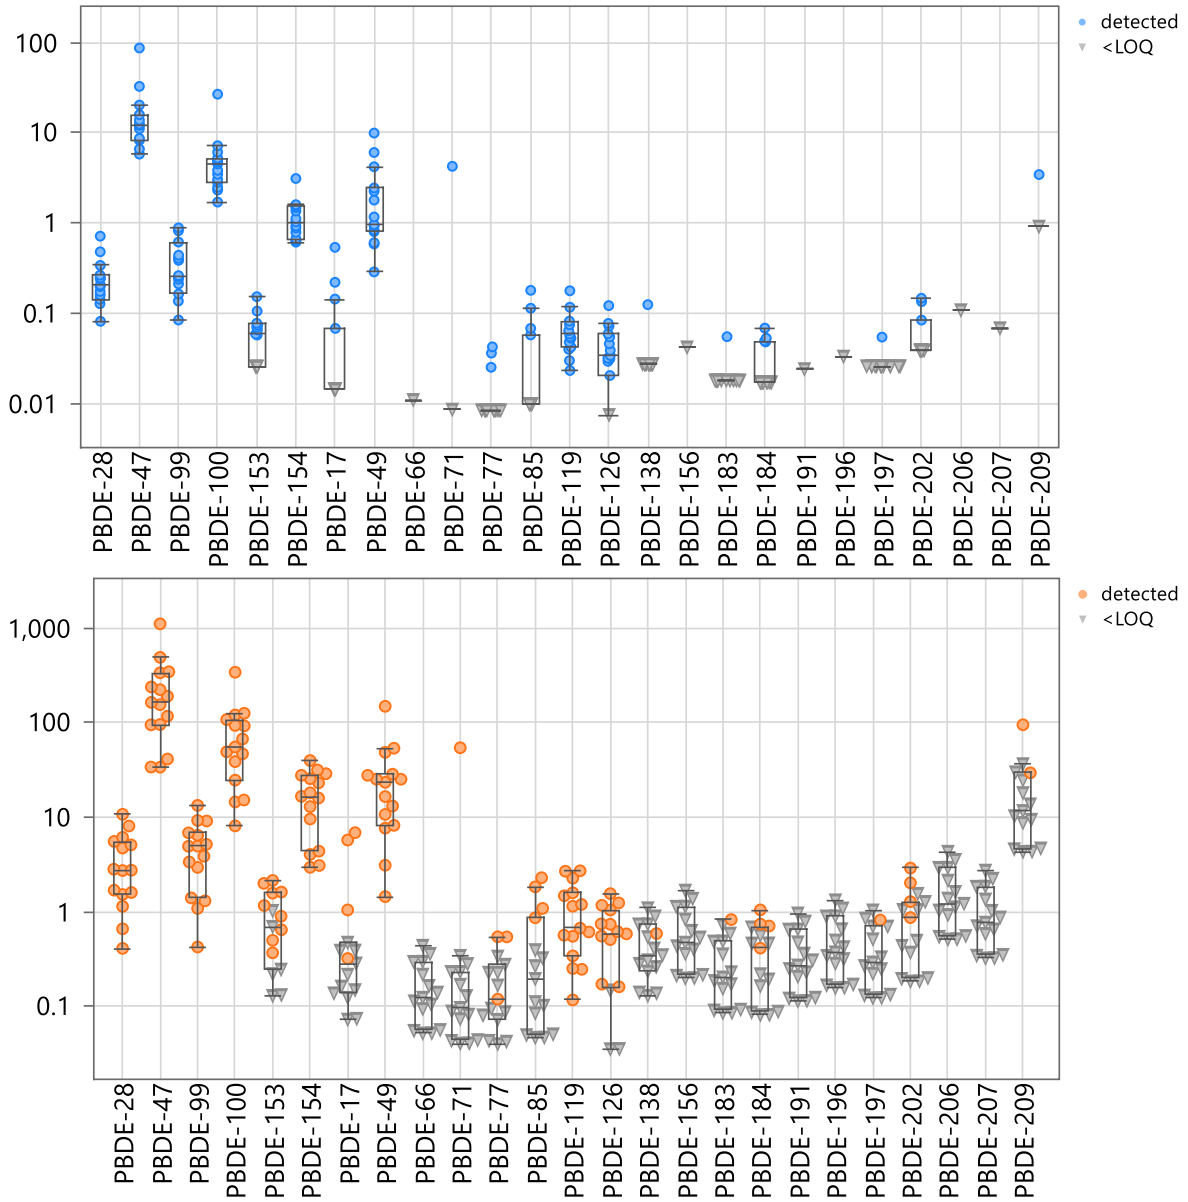 100
10
1
0.1
0.01
PBDE-28
PBDE-47
PBDE-99
PBDE-100
PBDE-153
PBDE-154
PBDE-17
PBDE-49
PBDE-66
PBDE-71
PBDE-77
PBDE-85
PBDE-119
PBDE-126
PBDE-138
PBDE-156
PBDE-183
PBDE-184
PBDE-191
PBDE-196
PBDE-197
PBDE-202
PBDE-206
PBDE-207
PBDE-209
detected
<LOQ
1,000
100
10
1
0.1
PBDE-28
PBDE-47
PBDE-99
PBDE-100
PBDE-153
PBDE-154
PBDE-17
PBDE-49
PBDE-66
PBDE-71
PBDE-77
PBDE-85
PBDE-119
PBDE-126
PBDE-138
PBDE-156
PBDE-183
PBDE-184
PBDE-191
PBDE-196
PBDE-197
PBDE-202
PBDE-206
PBDE-207
PBDE-209
detected
<LOQ